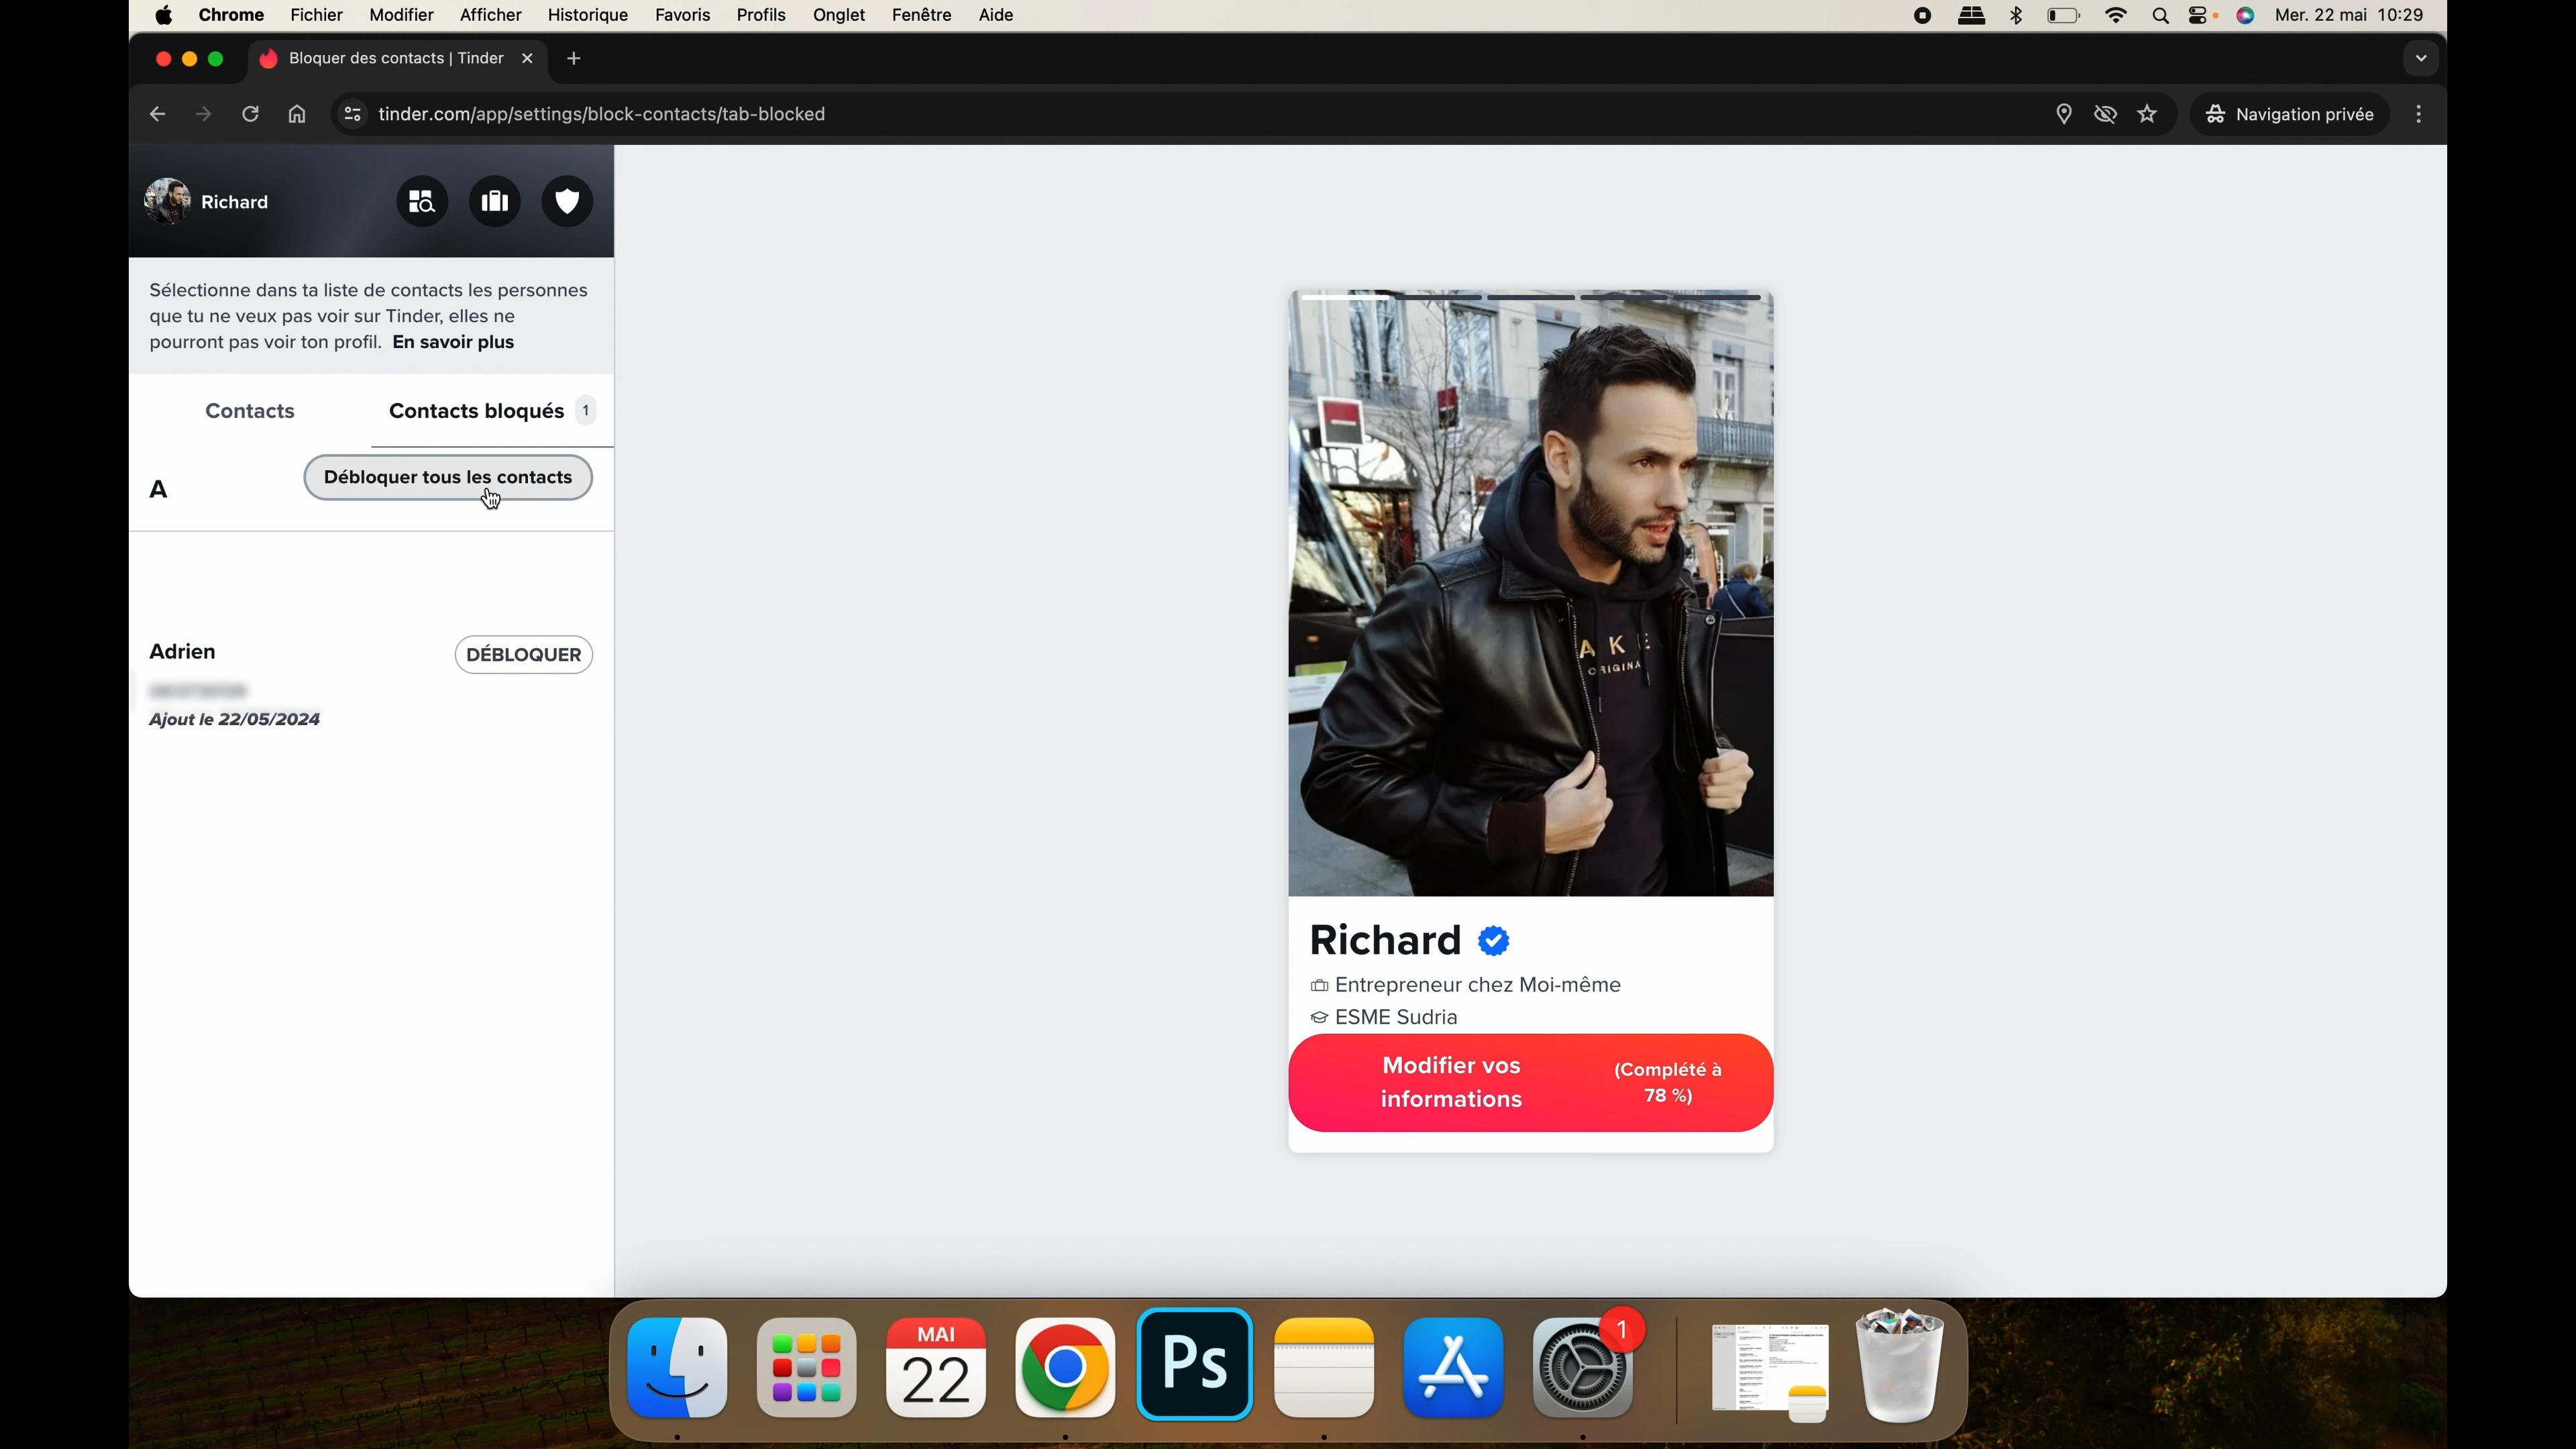 Chrome Fichier Modifier Afficher Historique Favoris Profils Onglet Fenêtre Aide Mer. 22 mai 10:29
Bloquer des contacts | Tinder
tinder.com/app/settings/block-contacts/tab-blocked Navigation privée
Richard
Sélectionne dans ta liste de contacts les personnes
que tu ne veux pas voir sur Tinder, elles ne
pourront pas voir ton profil. En savoir plus
Contacts Contacts bloqués 1
A Débloquer tous les contacts
Adrien DÉBLOQUER
Ajout le 22/05/2024
AKE
ORIGINA
Richard
Entrepreneur chez Moi-même
ESME Sudria
Modifier vos
informations
(Complété à
78 %)
MAI
22
Ps
1